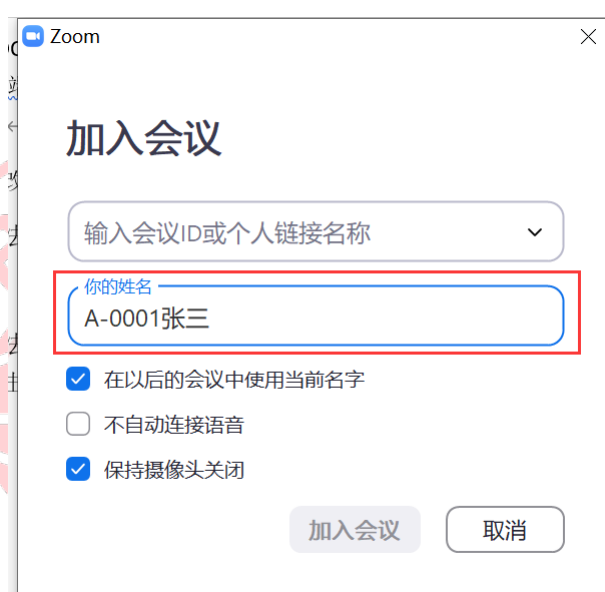 Zoom
加入会议
输入会议ID或个人链接名称
你的姓名
A-0001张三
在以后的会议中使用当前名字
不自动连接语音
保持摄像头关闭
加入会议
取消